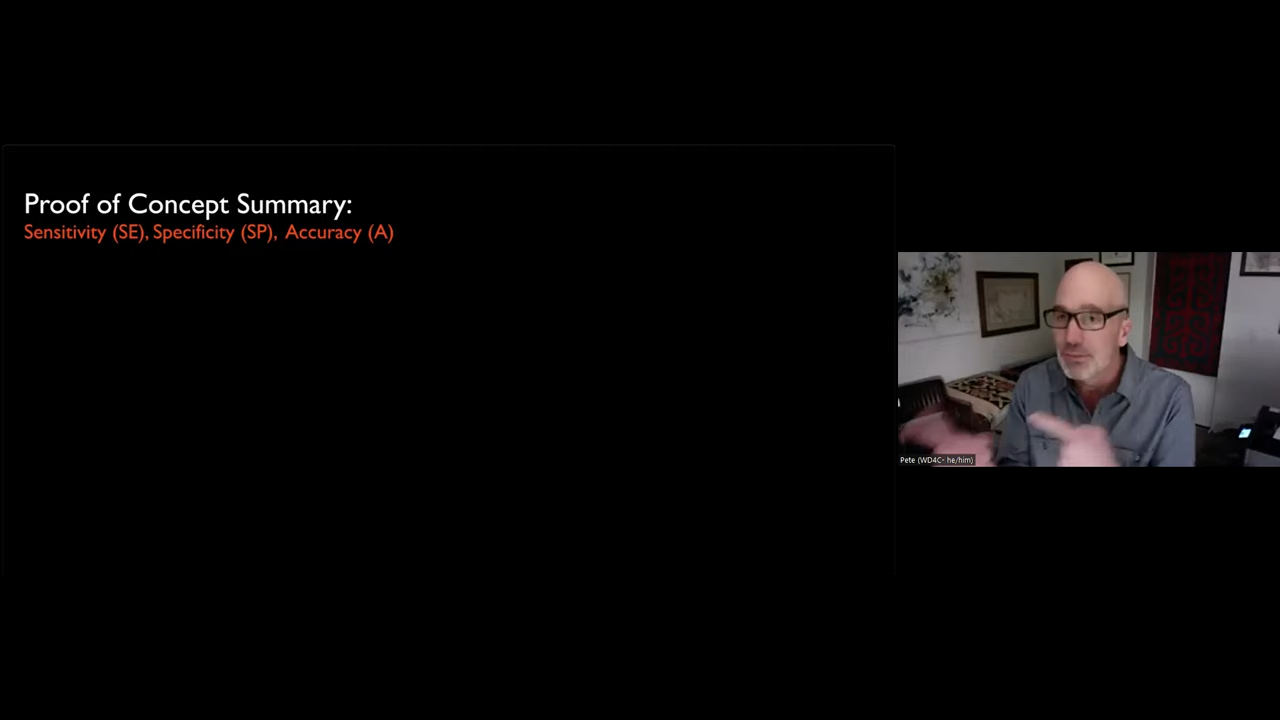 Proof of Concept Summary:
Sensitivity (SE), Specificity (SP), Accuracy (A)
Pete (WD4C- he/him)